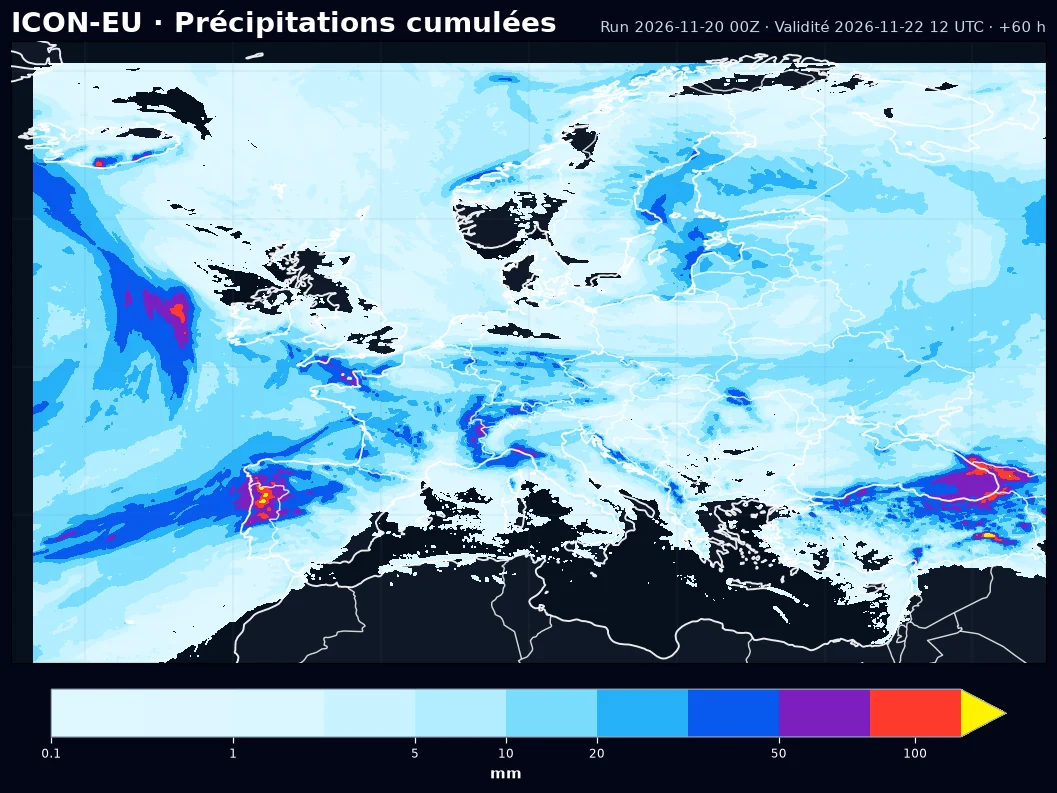 ICON-EU · Précipitations cumulées
Run 2026-11-20 00Z · Validité 2026-11-22 12 UTC · +60 h
0.1 1 5 10 20 50 100
mm